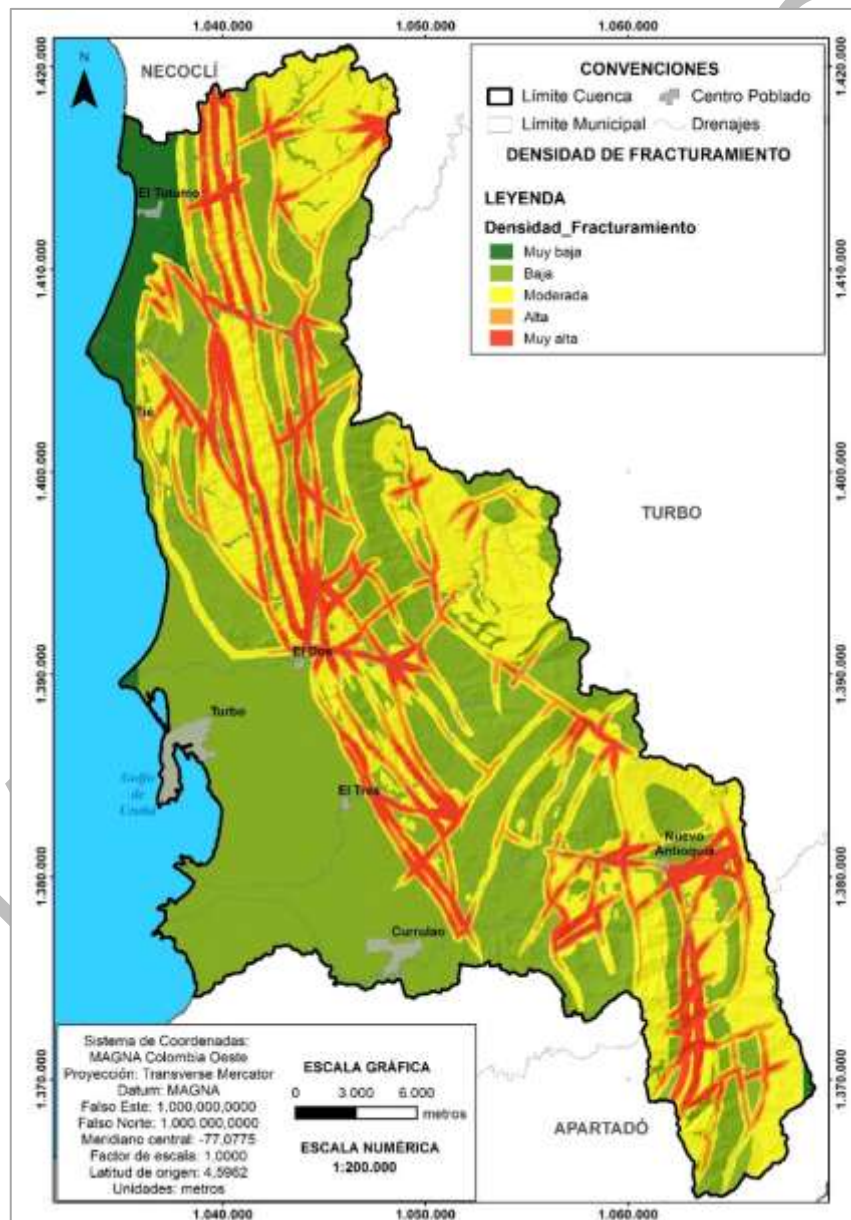 1.040.000
1.050.000
1.060.000
1.420.000
1.420.000
N
NECOCLÍ
CONVENCIONES
Límite Cuenca
Centro Poblado
Límite Municipal
Drenajes
DENSIDAD DE FRACTURAMIENTO
LEYENDA
Densidad_Fracturamiento
Muy baja
Baja
Moderada
Alta
Muy alta
El Totumo
1.410.000
1.410.000
Tie
1.400.000
1.400.000
TURBO
El Dos
1.390.000
1.390.000
Turbo
Golfo
de
El Tres
Nuevo
Antioquia
1.380.000
1.380.000
Currulao
1.370.000
1.370.000
APARTADÓ
Sistema de Coordenadas:
MAGNA Colombia Oeste
Proyección: Transverse Mercator
Datum: MAGNA
Falso Este: 1.000.000,0000
Falso Norte: 1.000.000,0000
Meridiano central: -77,0775
Factor de escala: 1,0000
Latitud de origen: 4,5962
Unidades: metros
ESCALA GRÁFICA
0 3.000 6.000
metros
ESCALA NUMÉRICA
1:200.000
1.040.000
1.050.000
1.060.000